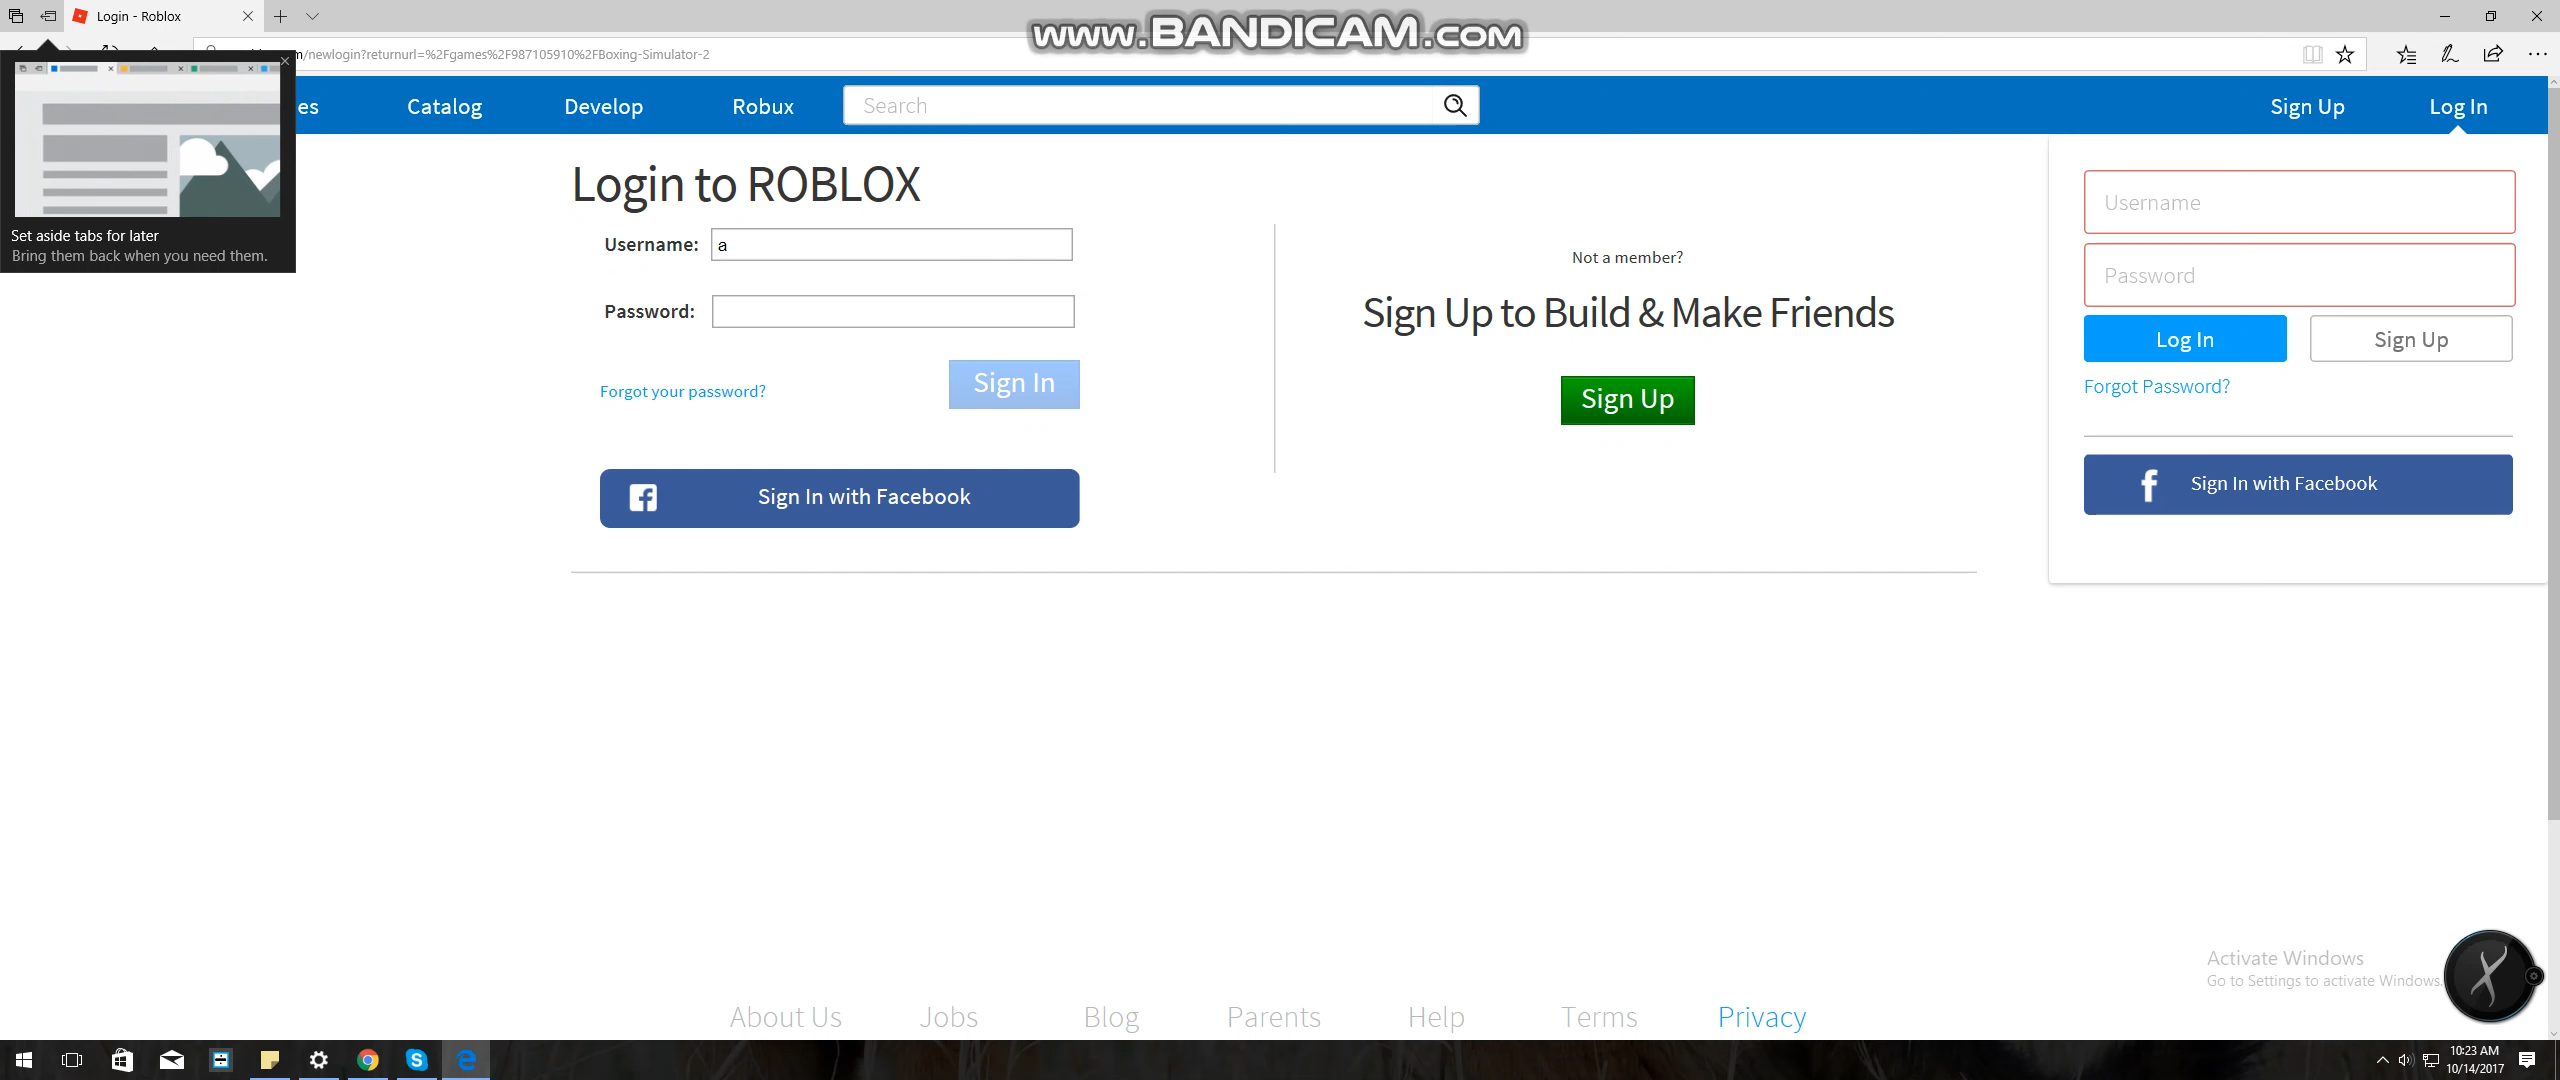 Login - Roblox
www.BANDICAM.com
/newlogin?returnurl=%2Fgames%2F987105910%2FBoxing-Simulator-2
es
Catalog
Develop
Robux
Search
Sign Up
Log In
Set aside tabs for later
Bring them back when you need them.
Login to ROBLOX
Username: a
Password:
Forgot your password?
Sign In
Sign In with Facebook
Not a member?
Sign Up to Build & Make Friends
Sign Up
Username
Password
Log In
Sign Up
Forgot Password?
Sign In with Facebook
Activate Windows
Go to Settings to activate Windows.
About Us
Jobs
Blog
Parents
Help
Terms
Privacy
10:23 AM
10/14/2017